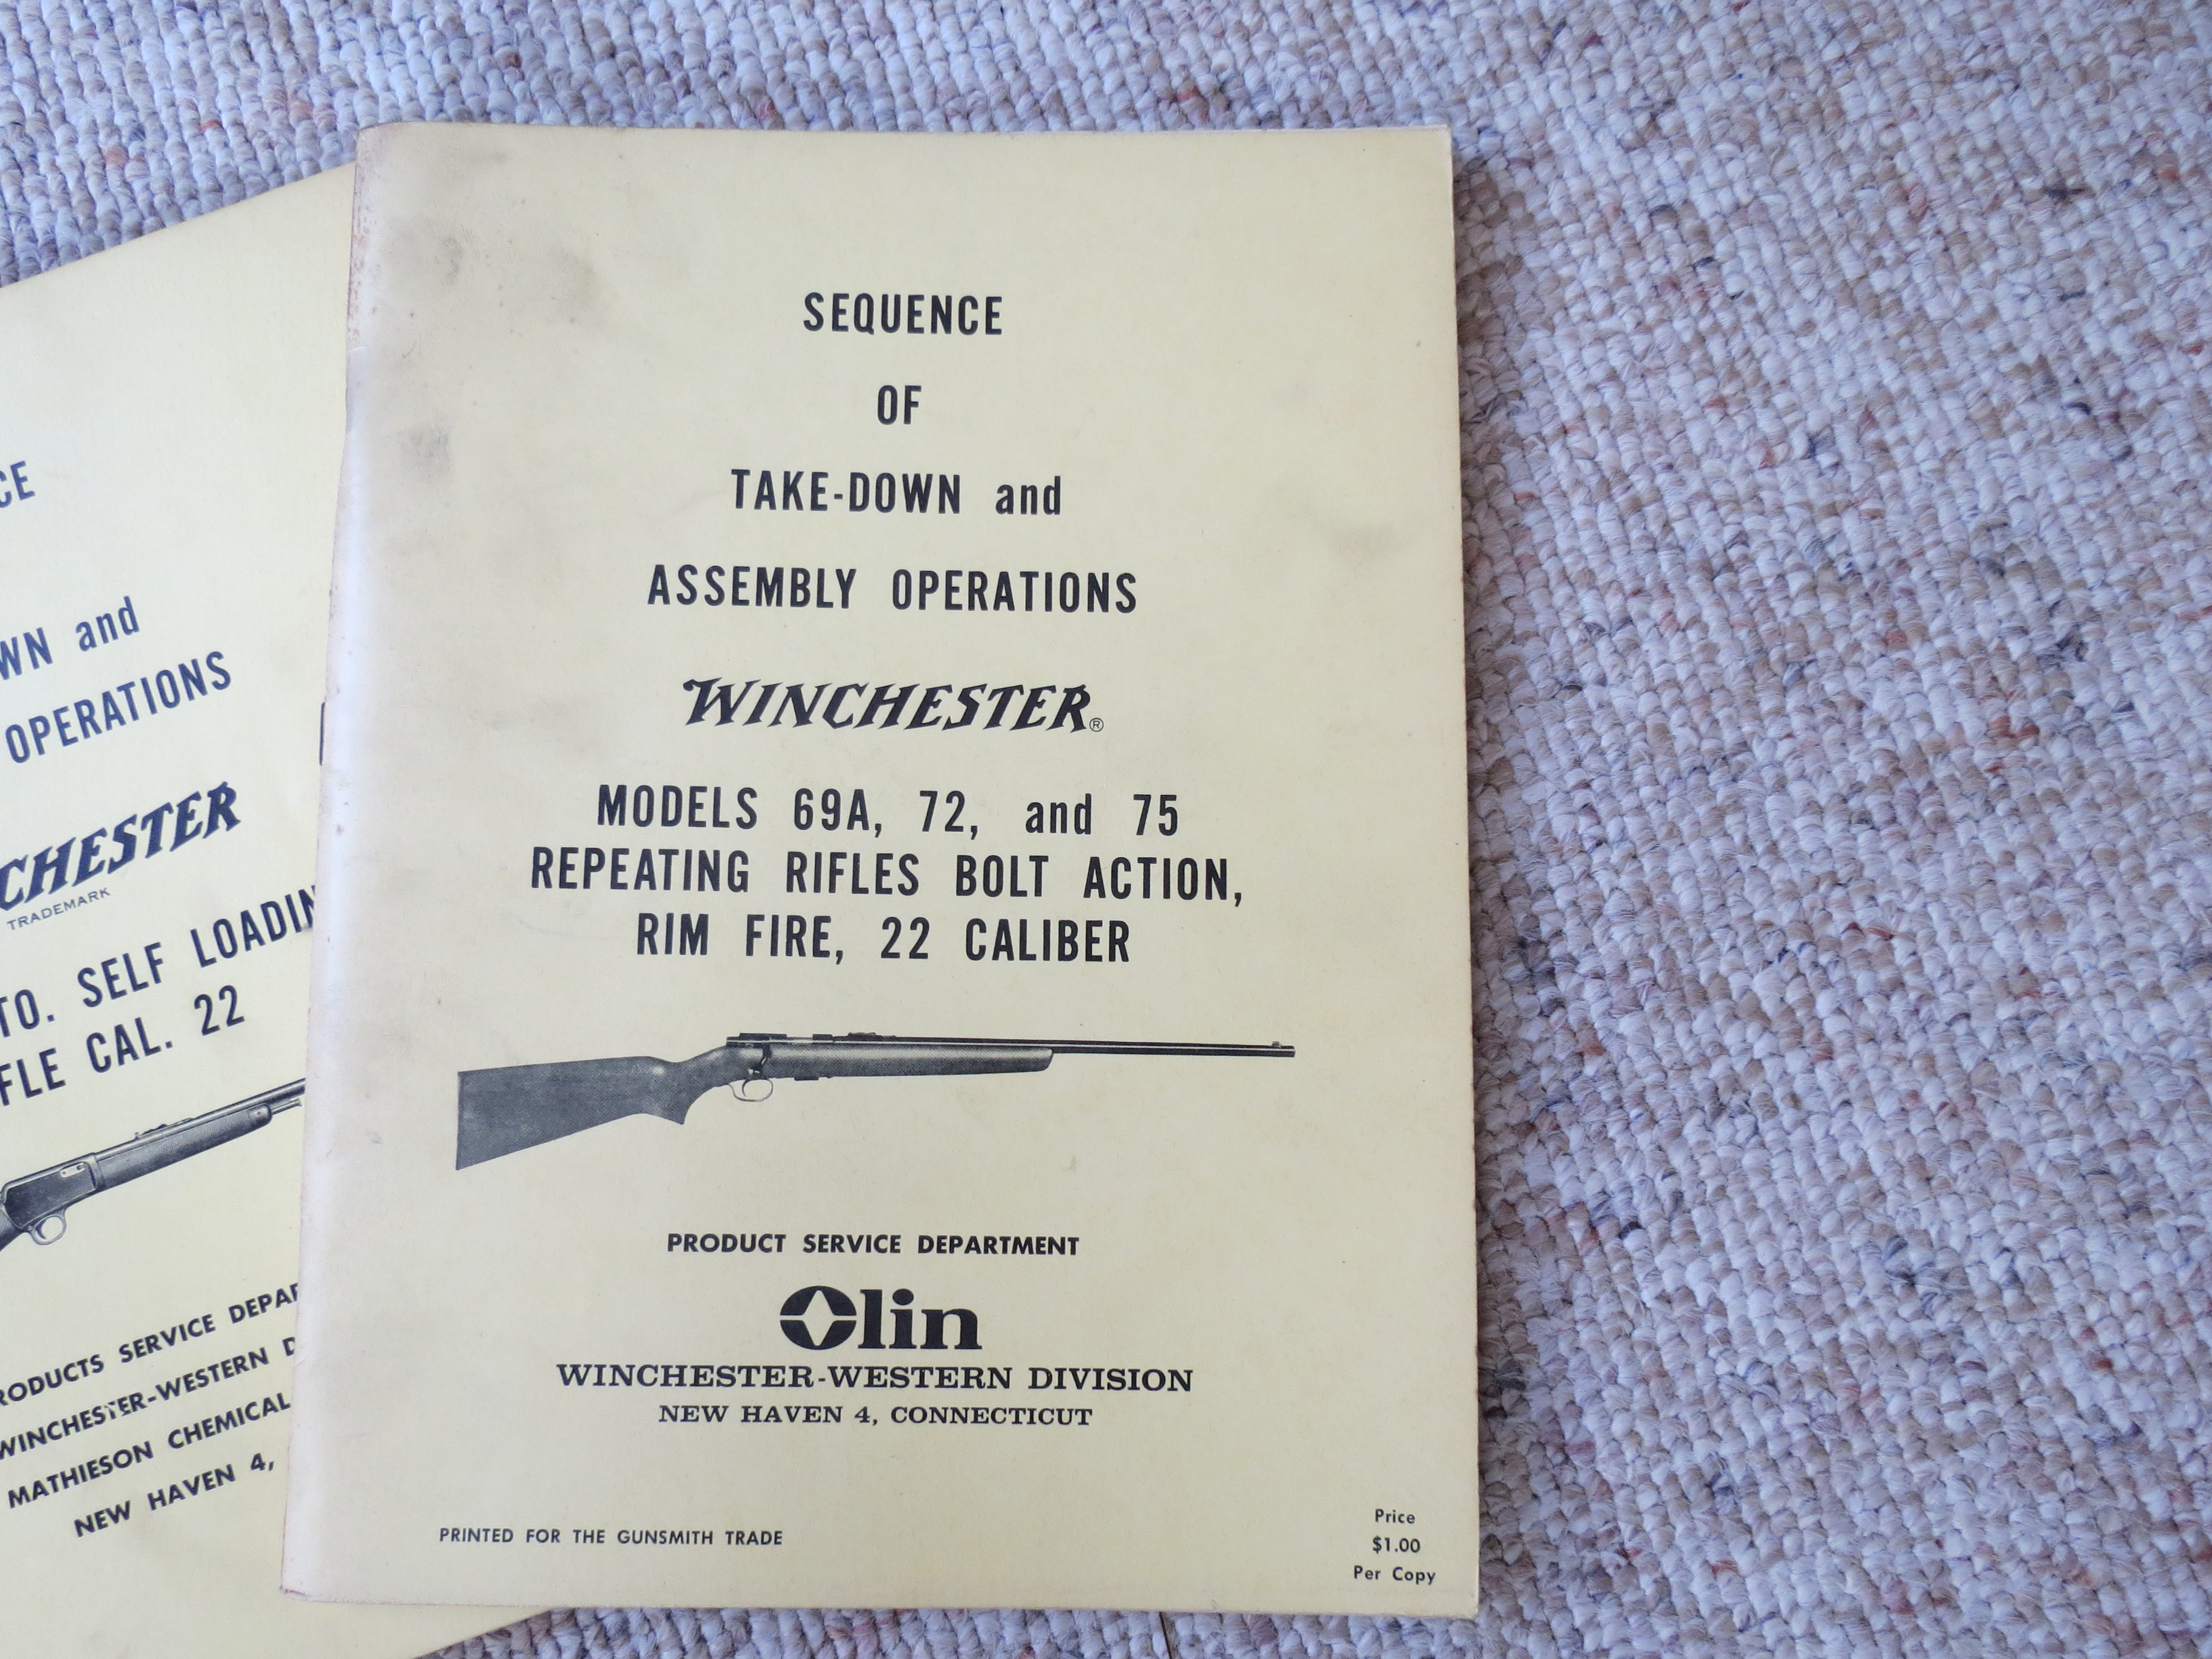 SEQUENCE
OF
TAKE-DOWN and
ASSEMBLY OPERATIONS
WINCHESTER®
MODELS 69A, 72, and 75
REPEATING RIFLES BOLT ACTION,
RIM FIRE, 22 CALIBER
PRODUCT SERVICE DEPARTMENT
Olin
WINCHESTER-WESTERN DIVISION
NEW HAVEN 4, CONNECTICUT
PRINTED FOR THE GUNSMITH TRADE
Price
$1.00
Per Copy
CE
WN and
OPERATIONS
CHESTER
TRADEMARK
TO. SELF LOADIN
FLE CAL. 22
RODUCTS SERVICE DEPAR
WINCHESTER-WESTERN D
MATHIESON CHEMICAL
NEW HAVEN 4,